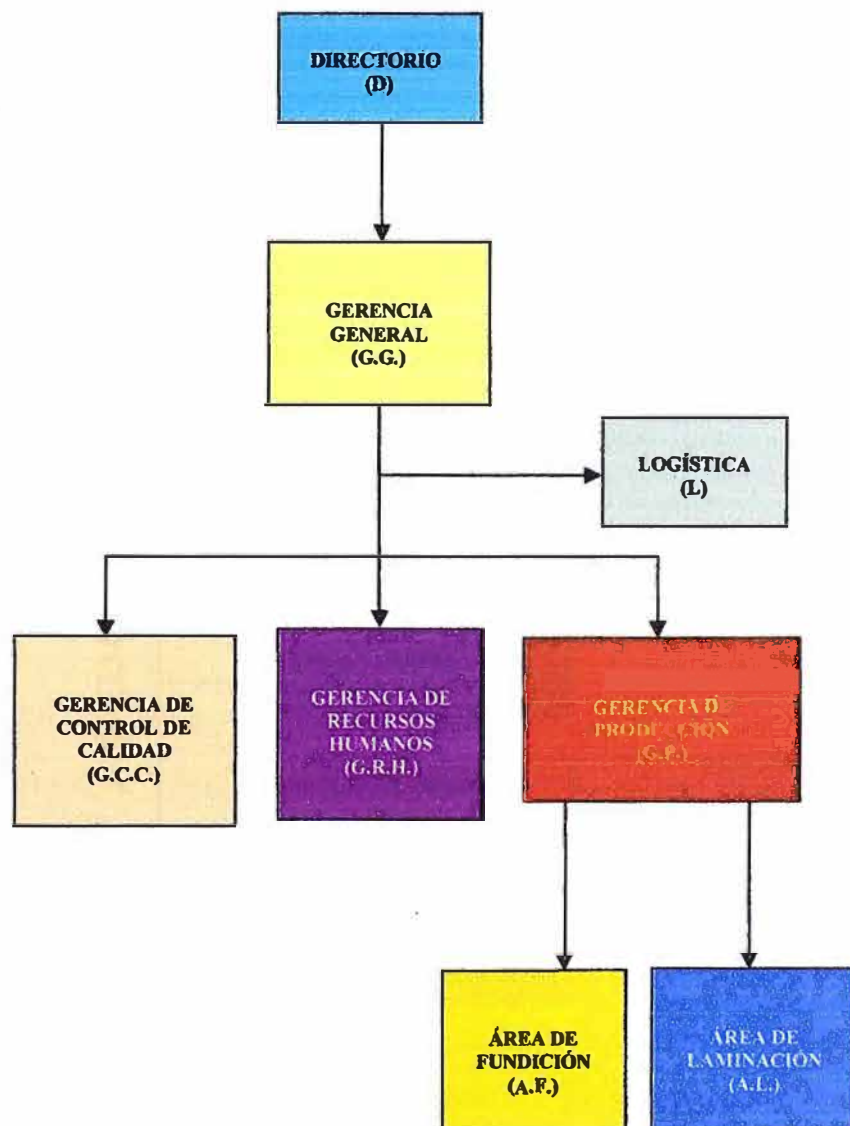 DIRECTORIO
(D)
GERENCIA
GENERAL
(G.G.)
LOGÍSTICA
(L)
GERENCIA DE
CONTROL DE
CALIDAD
(G.C.C.)
GERENCIA DE
RECURSOS
HUMANOS
(G.R.H.)
GERENCIA D
PRODUCCIÓN
(G.P.)
ÁREA DE
FUNDICIÓN
(A.F.)
ÁREA DE
LAMINACIÓN
(A.L.)